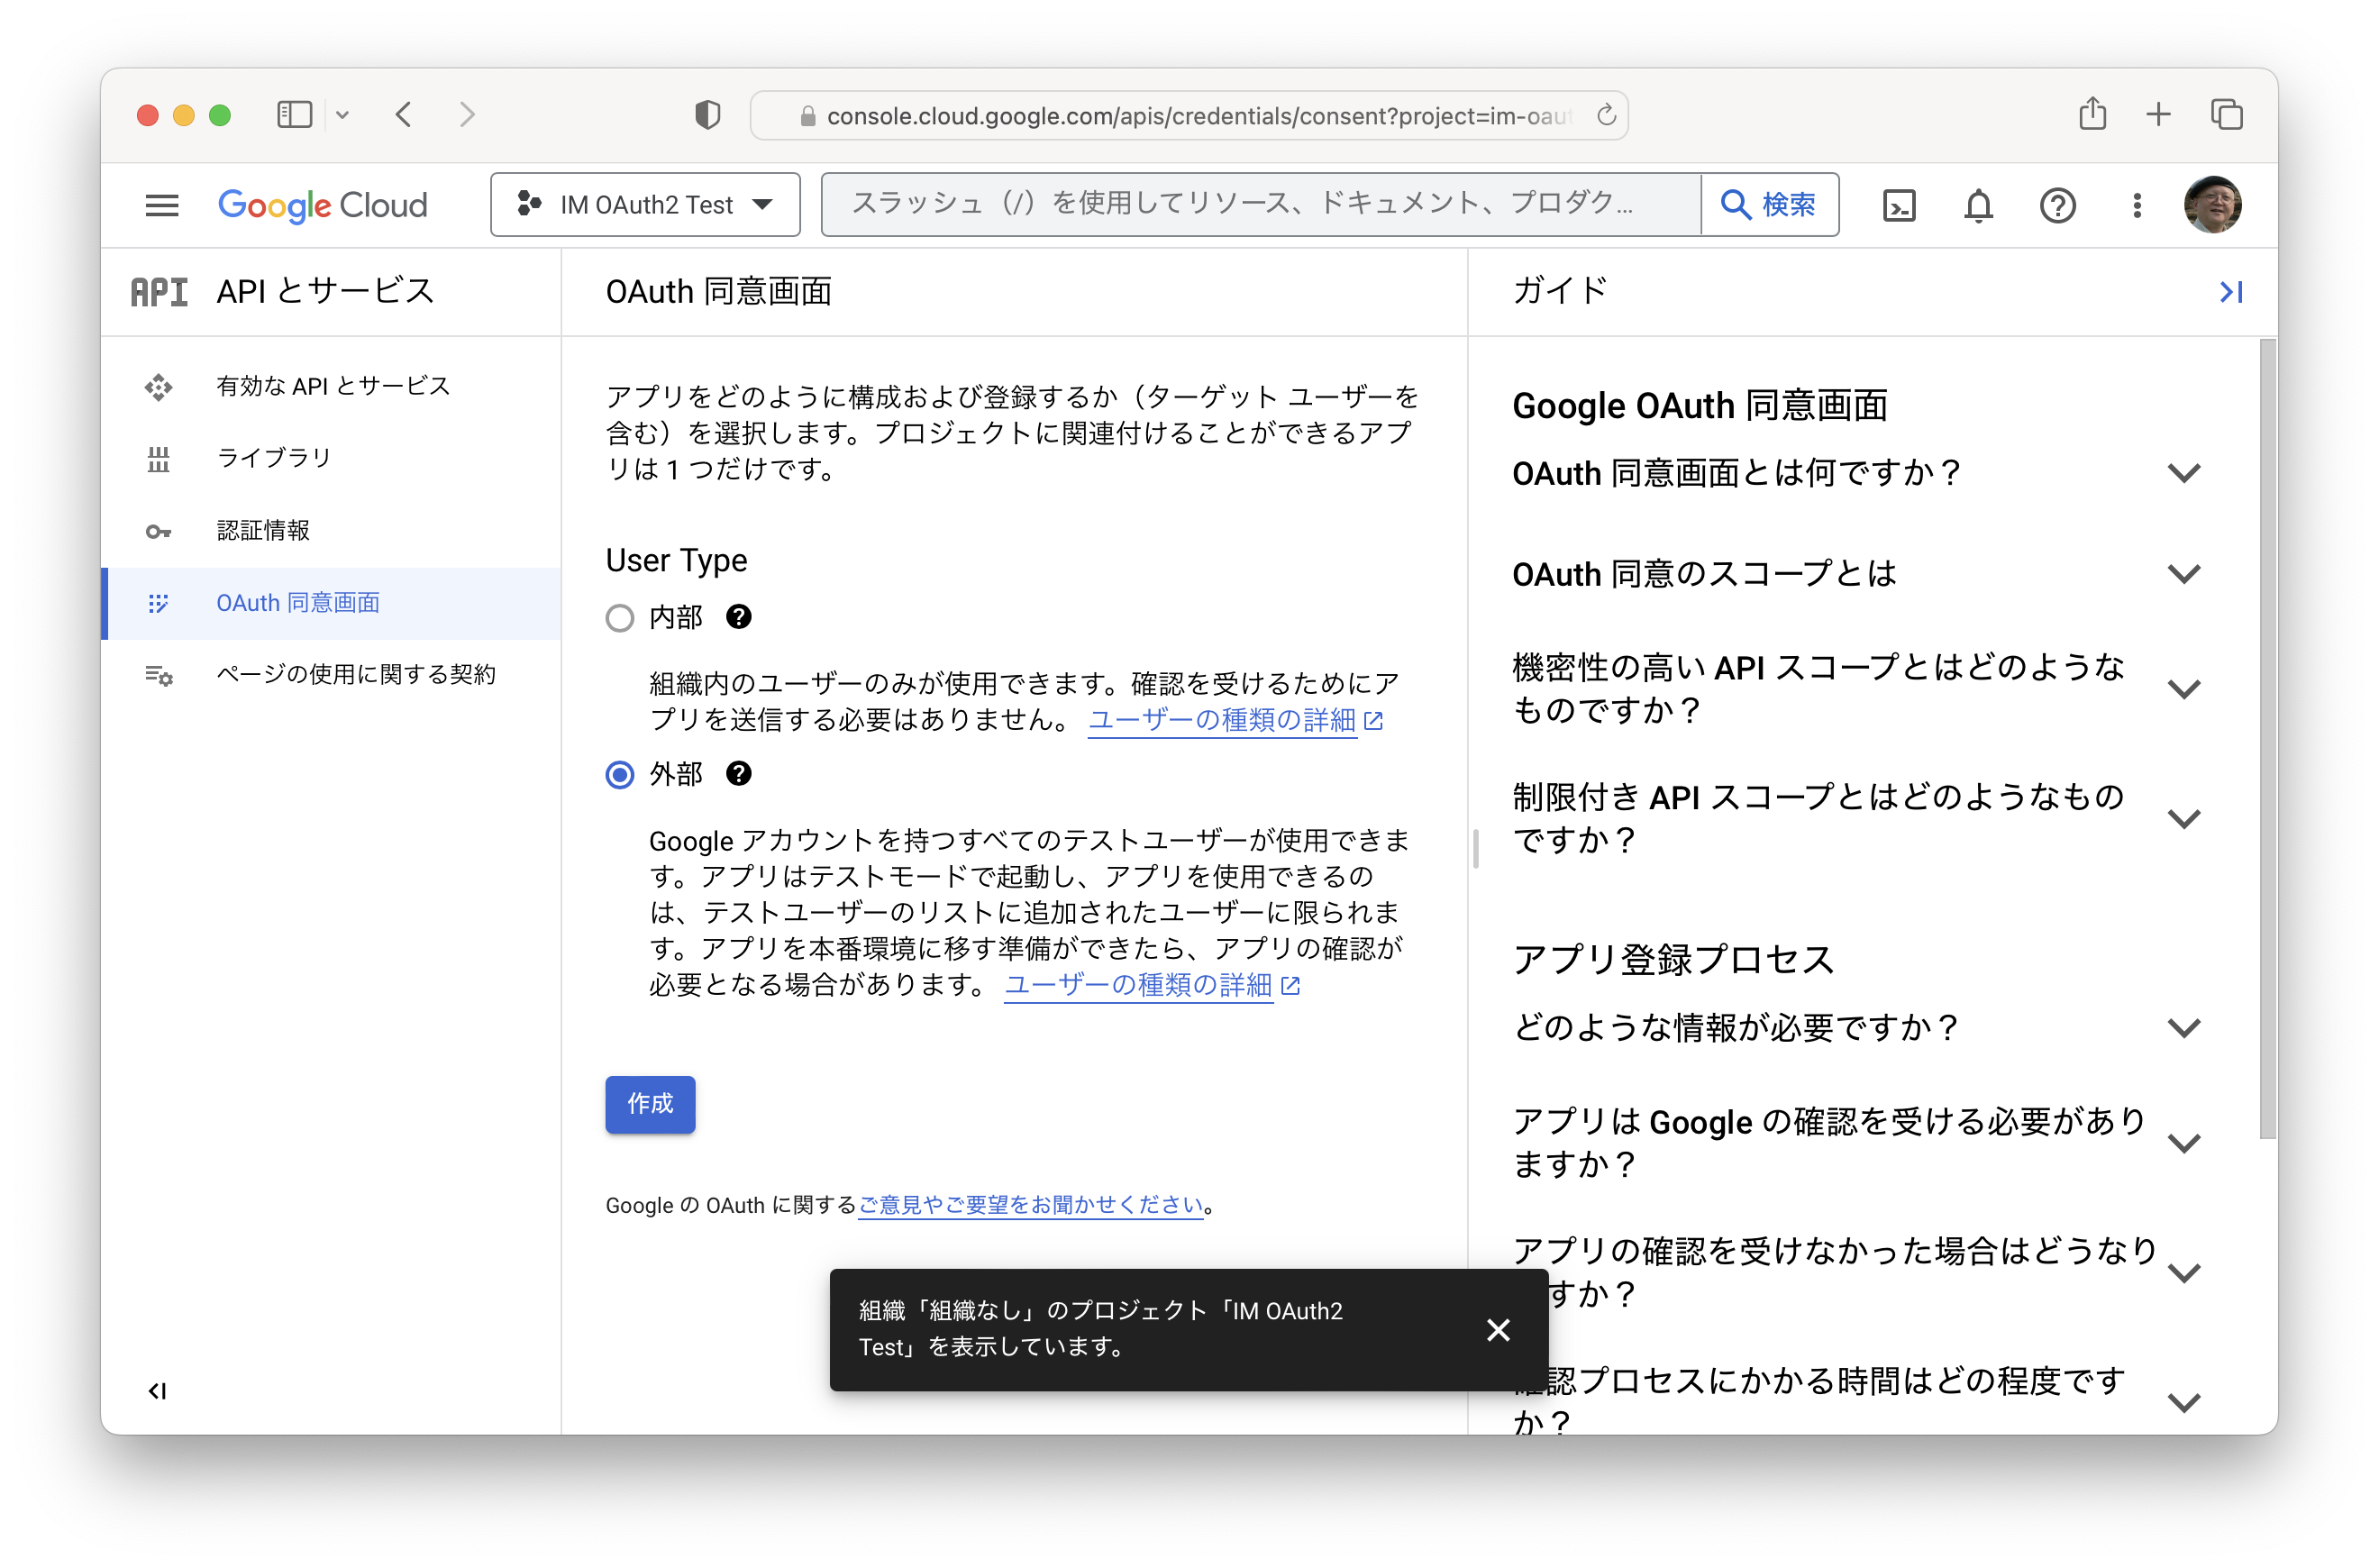 console.cloud.google.com/apis/credentials/consent?project=im-oaut
Google Cloud
IM OAuth2 Test
スラッシュ（/）を使用してリソース、ドキュメント、プロダク...
検索
API
API とサービス
有効な API とサービス
ライブラリ
認証情報
OAuth 同意画面
ページの使用に関する契約
OAuth 同意画面
アプリをどのように構成および登録するか（ターゲット ユーザーを
含む）を選択します。プロジェクトに関連付けることができるアプ
リは 1 つだけです。
User Type
内部
組織内のユーザーのみが使用できます。確認を受けるためにア
プリを送信する必要はありません。 ユーザーの種類の詳細
外部
Google アカウントを持つすべてのテストユーザーが使用できま
す。アプリはテストモードで起動し、アプリを使用できるの
は、テストユーザーのリストに追加されたユーザーに限られま
す。アプリを本番環境に移す準備ができたら、アプリの確認が
必要となる場合があります。 ユーザーの種類の詳細
作成
Google の OAuth に関するご意見やご要望をお聞かせください。
組織「組織なし」のプロジェクト「IM OAuth2
Test」を表示しています。
ガイド
Google OAuth 同意画面
OAuth 同意画面とは何ですか？
OAuth 同意のスコープとは
機密性の高い API スコープとはどのような
ものですか？
制限付き API スコープとはどのようなもの
ですか？
アプリ登録プロセス
どのような情報が必要ですか？
アプリは Google の確認を受ける必要があり
ますか？
アプリの確認を受けなかった場合はどうなり
すか？
認プロセスにかかる時間はどの程度です
か？